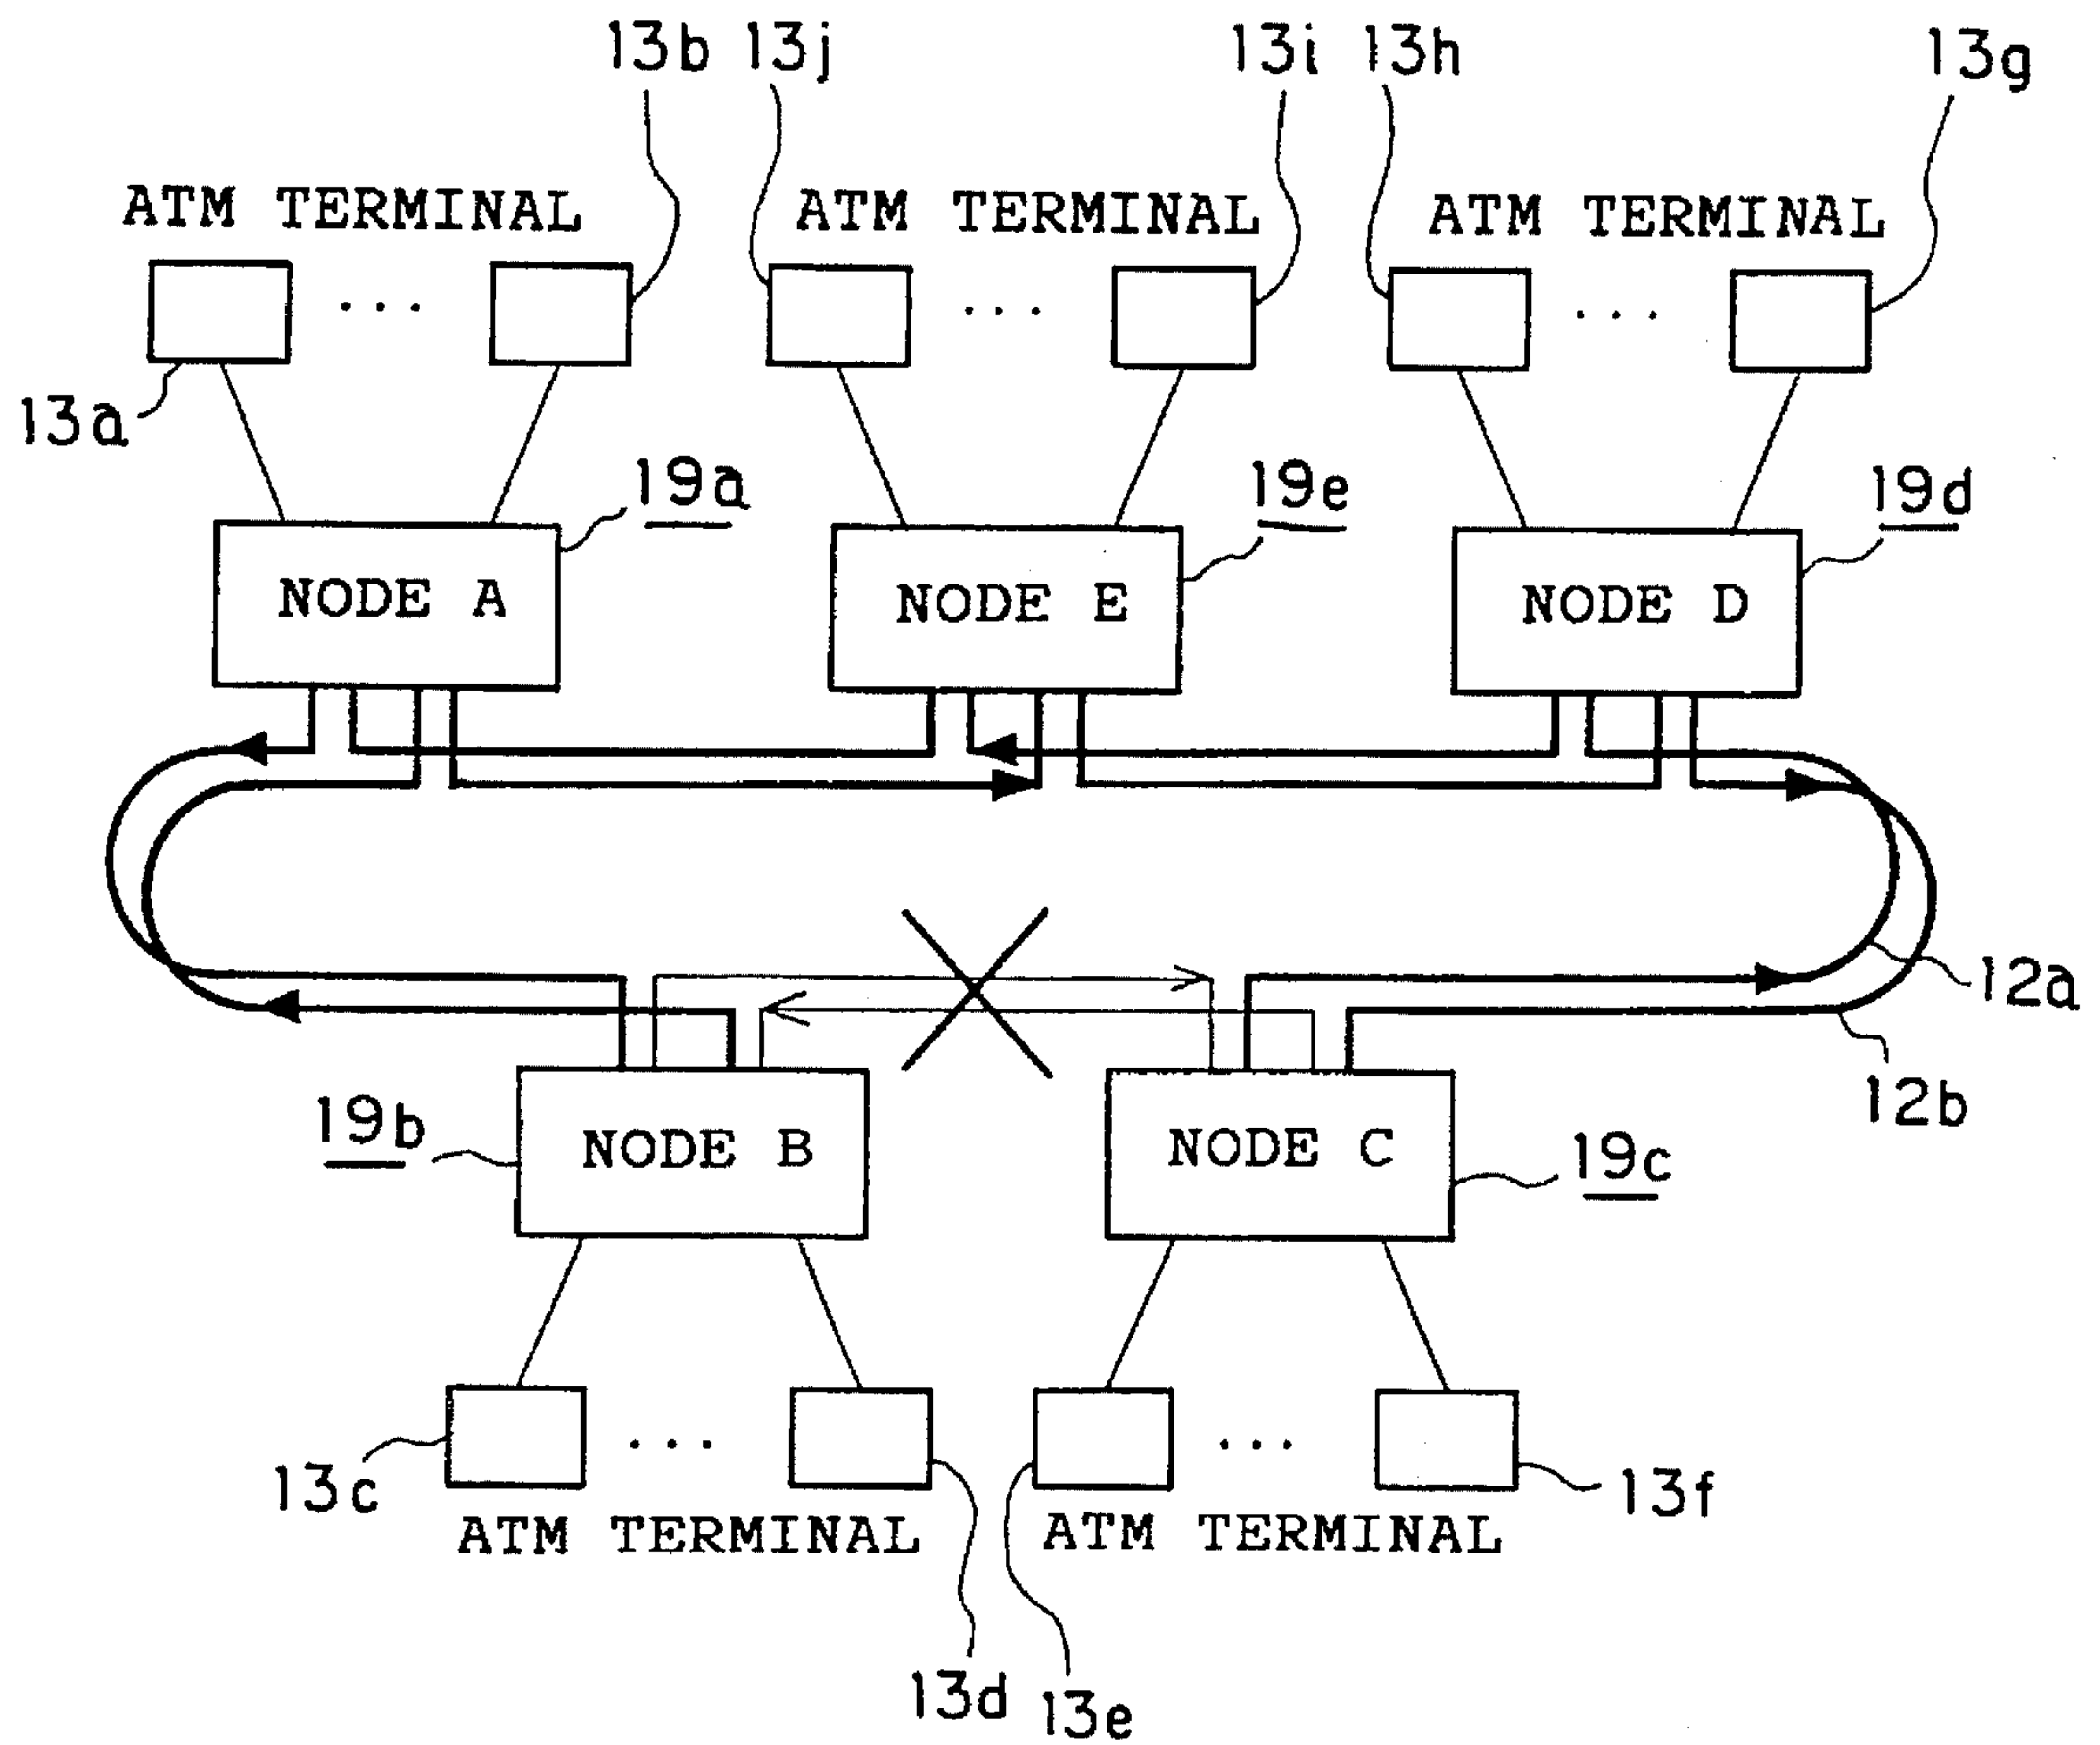 13b 13j 13i 13h 13g
ATM TERMINAL ATM TERMINAL ATM TERMINAL
. . . . . . . . .
13a
19a 19e 19d
NODE A NODE E NODE D
12a
12b
19b NODE B NODE C 19c
. . . . . .
13c 13f
ATM TERMINAL ATM TERMINAL
13d 13e